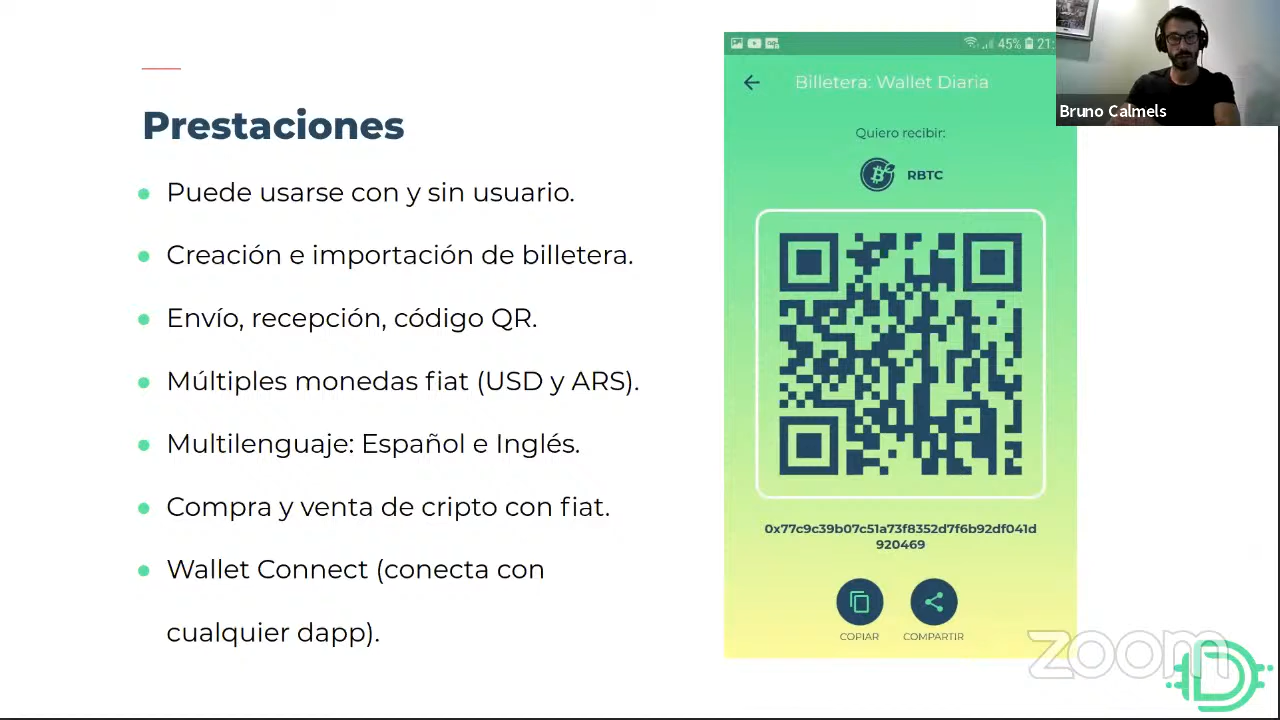 Prestaciones
Puede usarse con y sin usuario.
Creación e importación de billetera.
Envío, recepción, código QR.
Múltiples monedas fiat (USD y ARS).
Multilenguaje: Español e Inglés.
Compra y venta de cripto con fiat.
Wallet Connect (conecta con
cualquier dapp).
45% 21:
Billetera: Wallet Diaria
Quiero recibir:
RBTC
0x77c9c39b07c51a73f8352d7f6b92df041d
920469
COPIAR COMPARTIR
Bruno Calmels
zoom